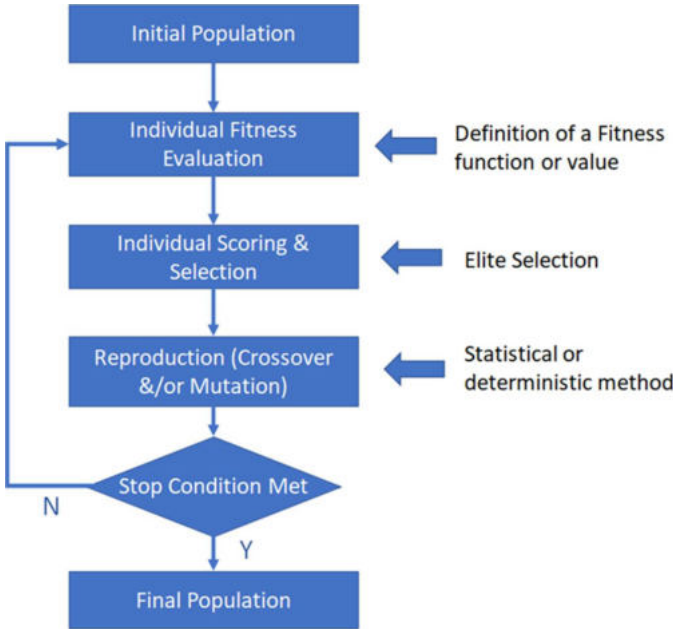 Initial Population
Individual Fitness
Evaluation
Definition of a Fitness
function or value
Individual Scoring &
Selection
Elite Selection
Reproduction (Crossover
&/or Mutation)
Statistical or
deterministic method
Stop Condition Met
N
Y
Final Population